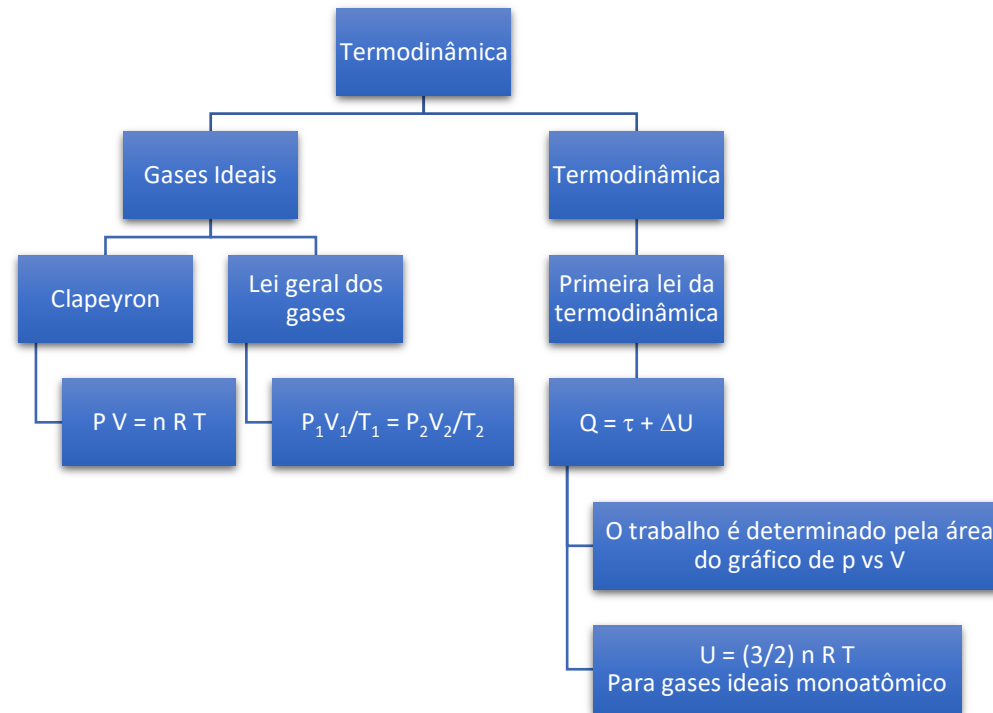 Termodinâmica
Gases Ideais
Termodinâmica
Clapeyron
Lei geral dos
gases
Primeira lei da
termodinâmica
P V = n R T
P₁V₁/T₁ = P₂V₂/T₂
Q = τ + ΔU
O trabalho é determinado pela área
do gráfico de p vs V
U = (3/2) n R T
Para gases ideais monoatômico